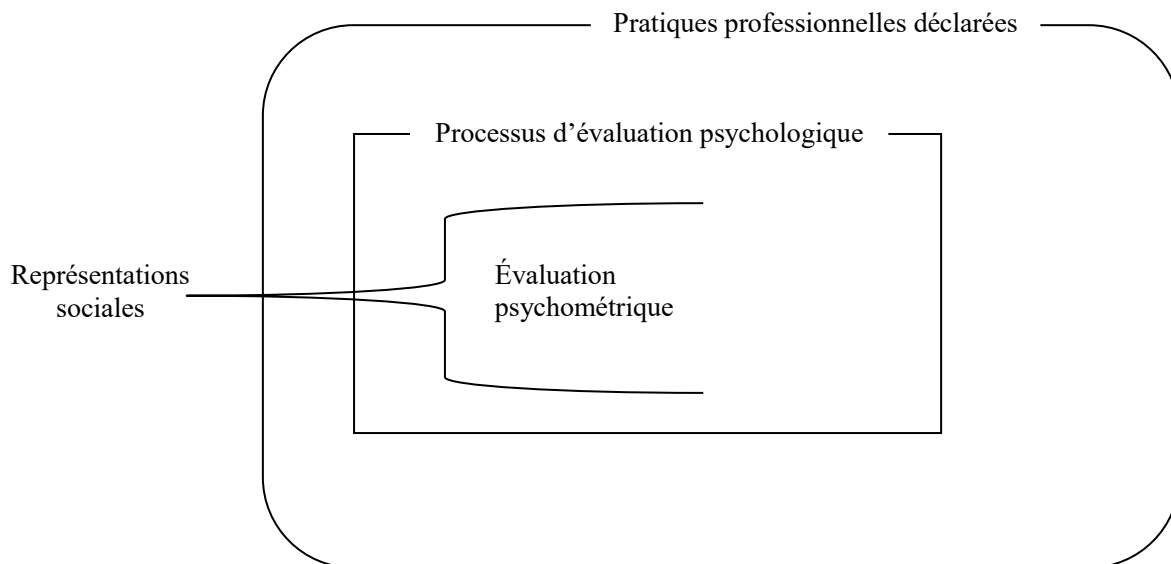 Pratiques professionnelles déclarées
Processus d’évaluation psychologique
Représentations
sociales
Évaluation
psychométrique